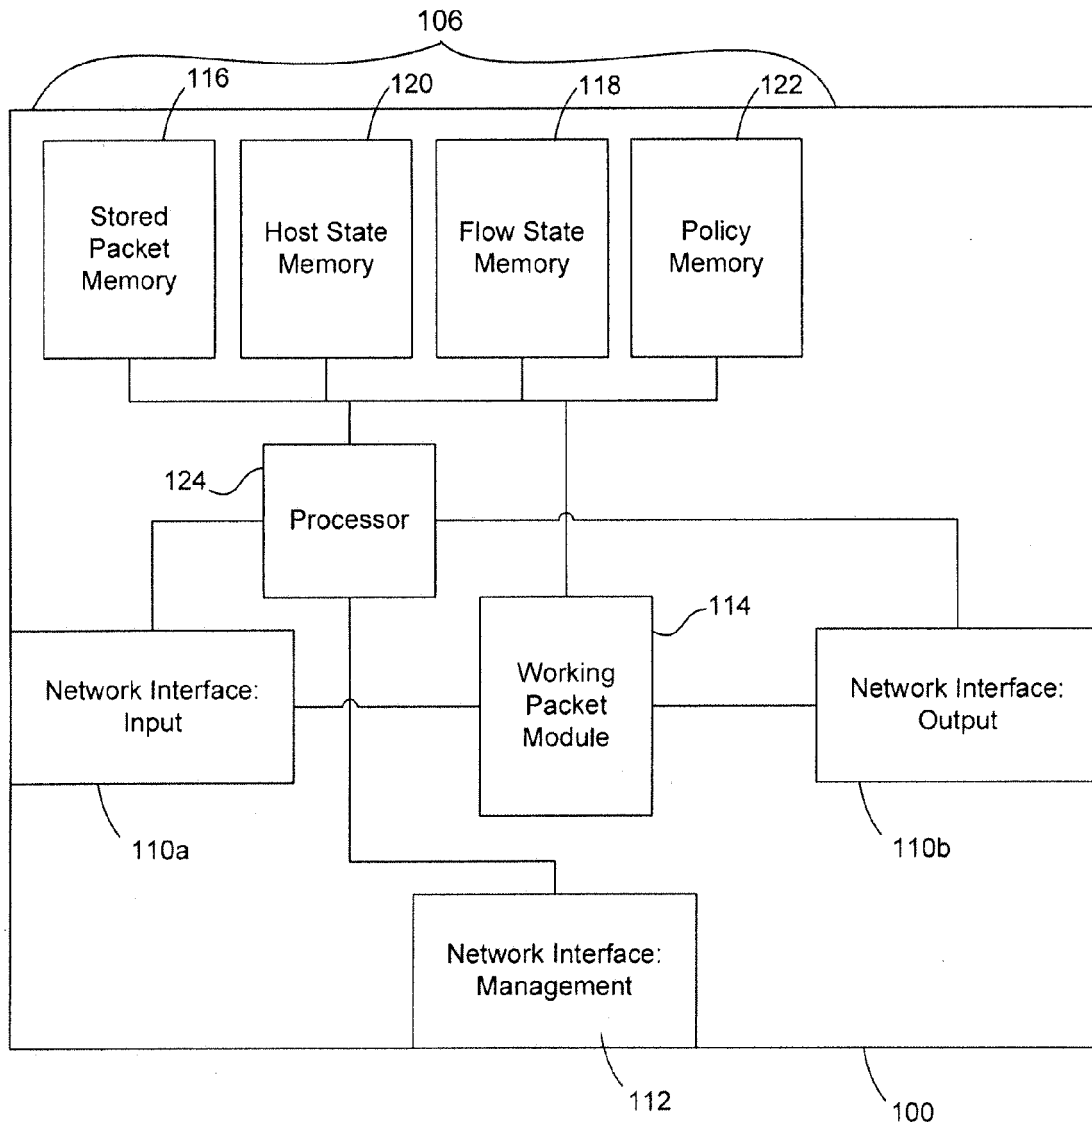 106
116
120
118
122
Stored
Packet
Memory
Host State
Memory
Flow State
Memory
Policy
Memory
124
Processor
114
Network Interface:
Input
Working
Packet
Module
Network Interface:
Output
110a
110b
Network Interface:
Management
112
100